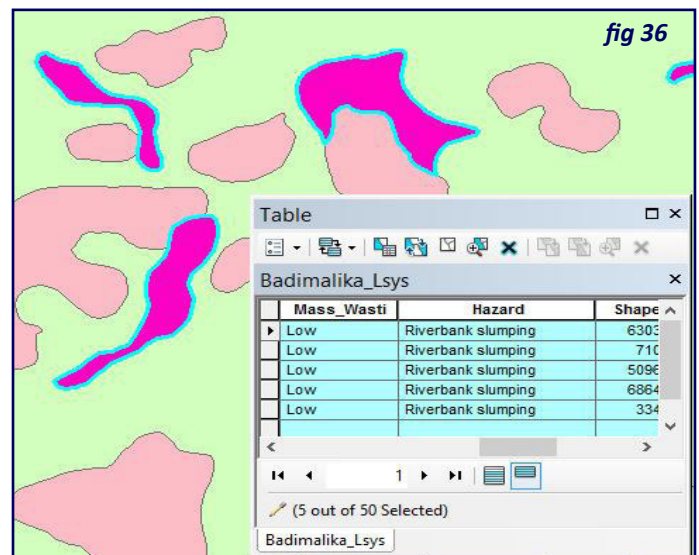 fig 36
Table
Badimalika_Lsys
Mass_Wasti Hazard Shape
Low Riverbank slumping 6303
Low Riverbank slumping 710
Low Riverbank slumping 5096
Low Riverbank slumping 6864
Low Riverbank slumping 334
1
(5 out of 50 Selected)
Badimalika_Lsys